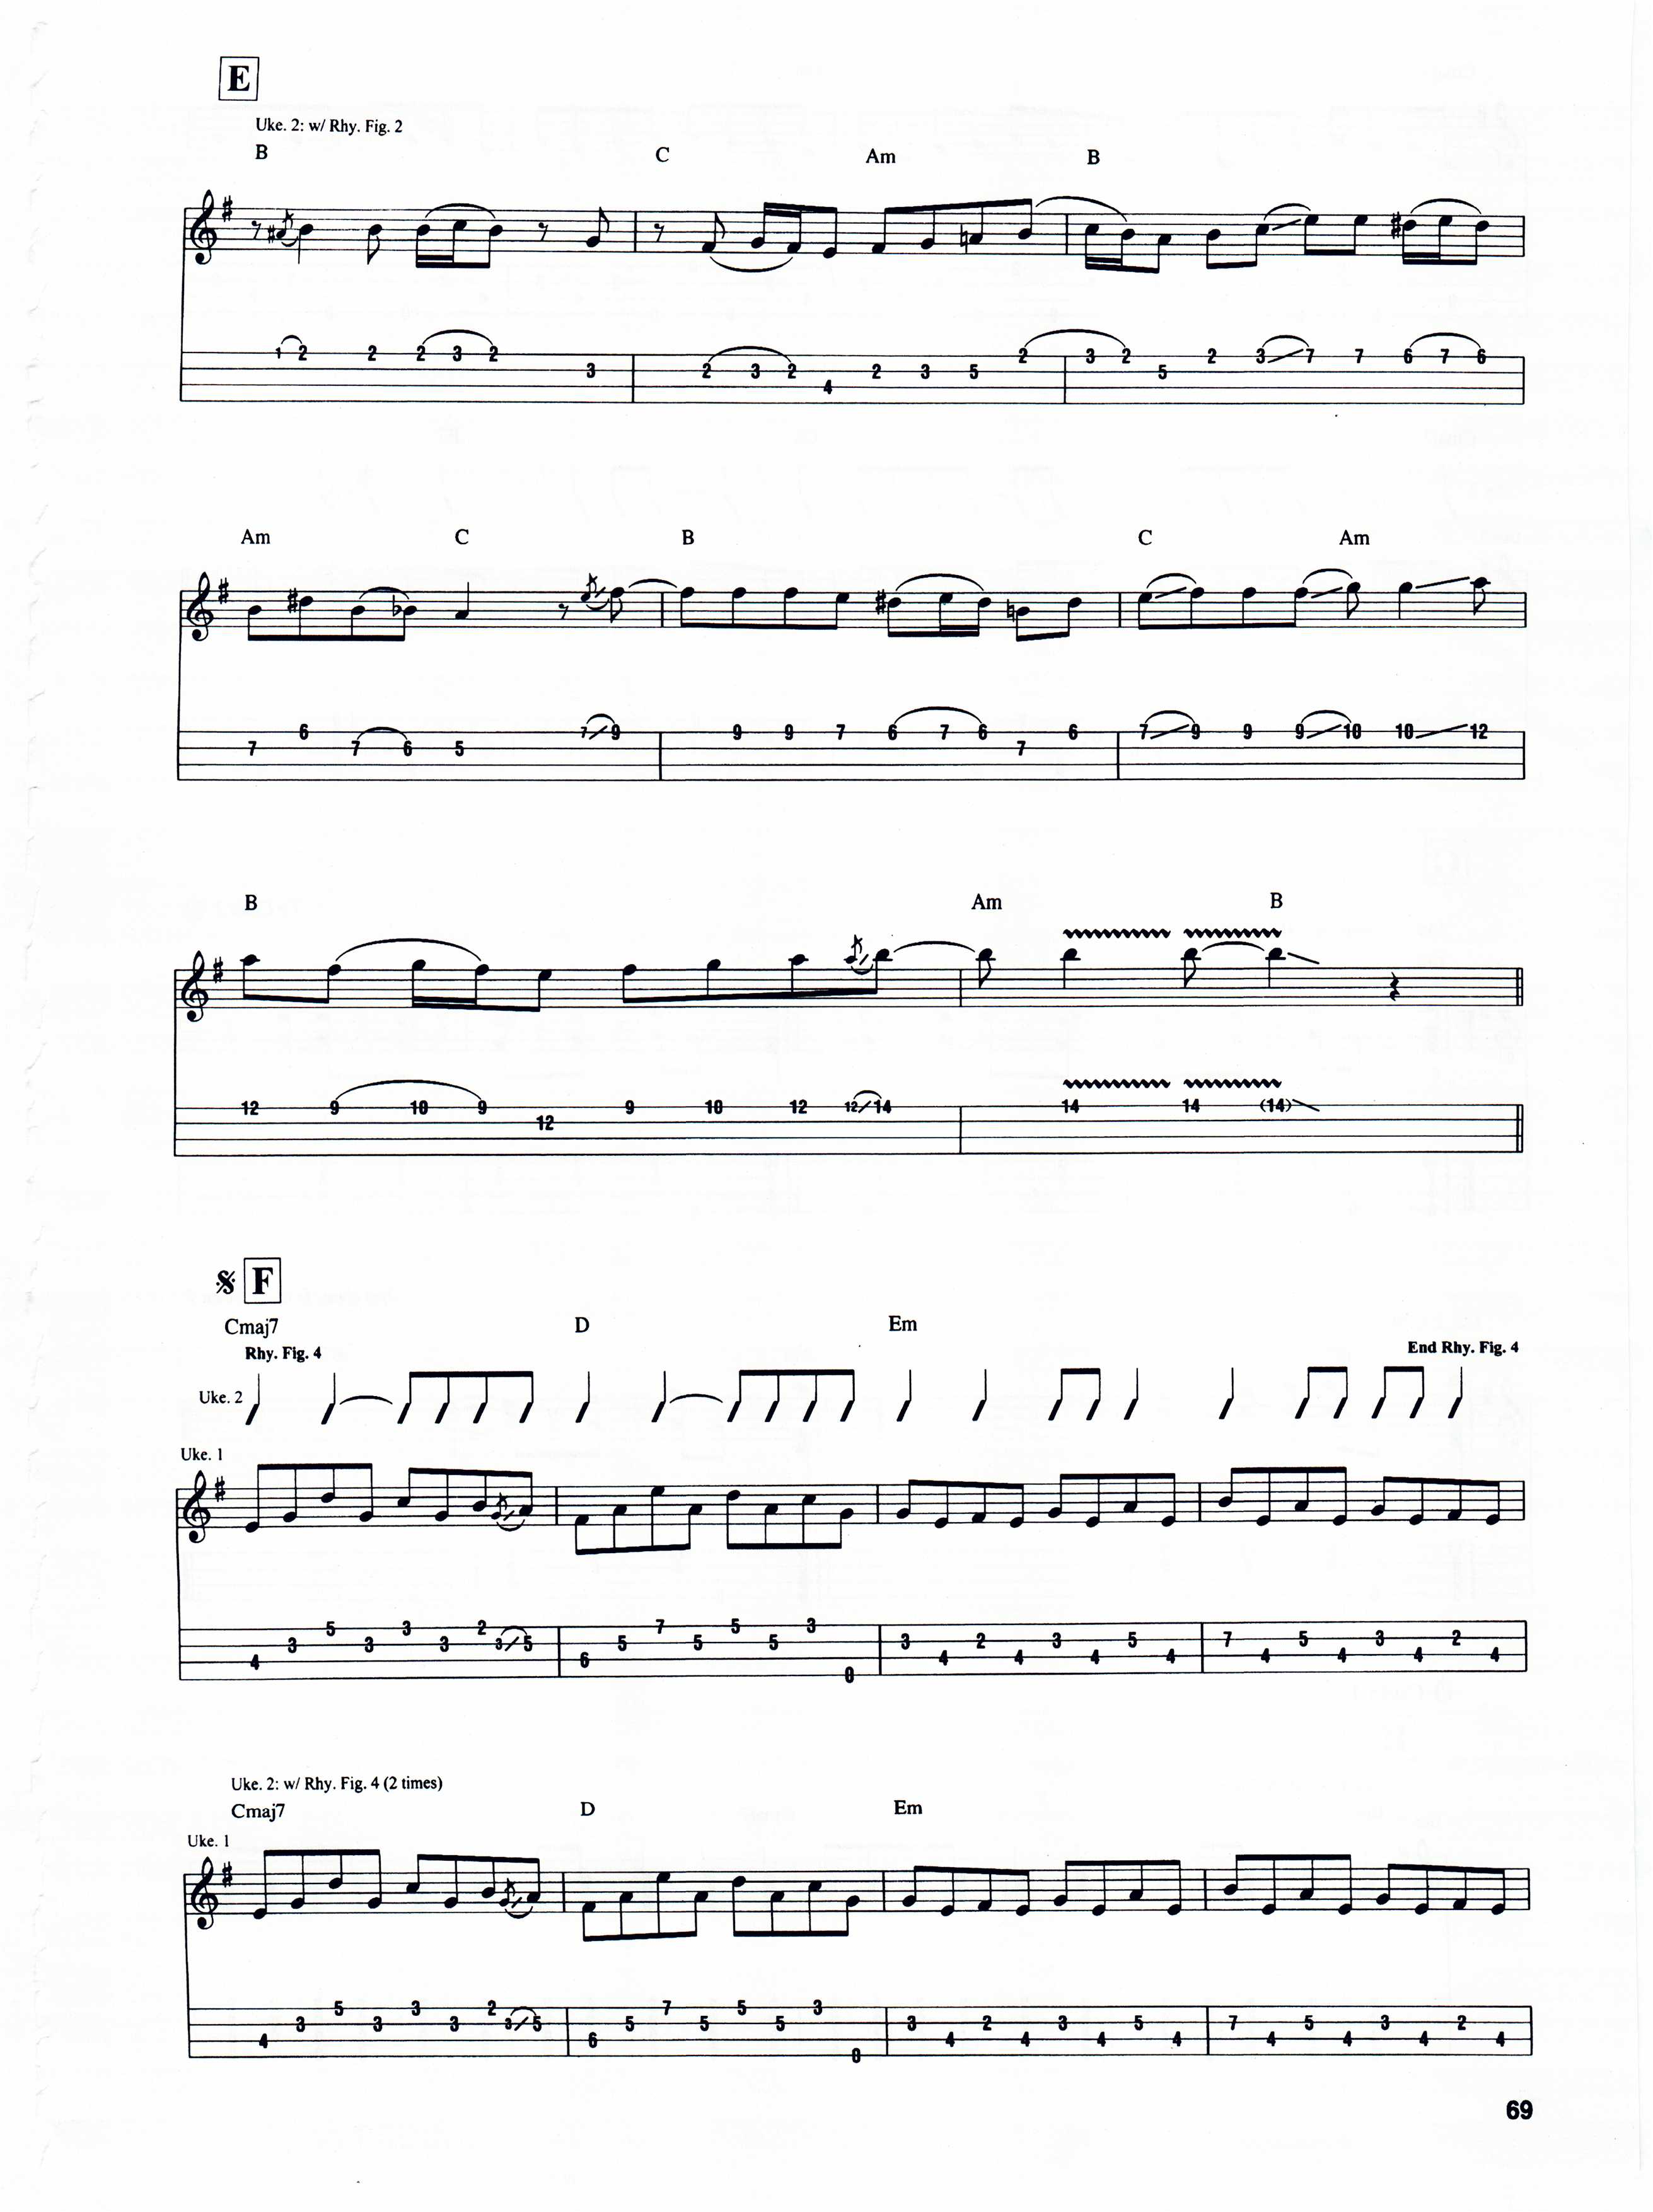 E
Uke. 2: w/ Rhy. Fig. 2
B C Am B
1 2 2 2 3 2 3 2 3 2 4 2 3 5 2 3 2 5 2 3 7 7 6 7 6
Am C B C Am
7 6 7 6 5 7 9 9 9 7 6 7 6 7 6 7 9 9 9 10 10 12
B Am B
12 9 10 9 12 9 10 12 12 14 14 14 (14)
F
Cmaj7 D Em
Rhy. Fig. 4 End Rhy. Fig. 4
Uke. 2
Uke. 1
4 3 5 3 3 3 2 3 5 6 5 7 5 5 5 3 0 3 4 2 4 3 4 5 4 7 4 5 4 3 4 2 4
Uke. 2: w/ Rhy. Fig. 4 (2 times)
Cmaj7 D Em
Uke. 1
4 3 5 3 3 3 2 3 5 6 5 7 5 5 5 3 0 3 4 2 4 3 4 5 4 7 4 5 4 3 4 2 4
69